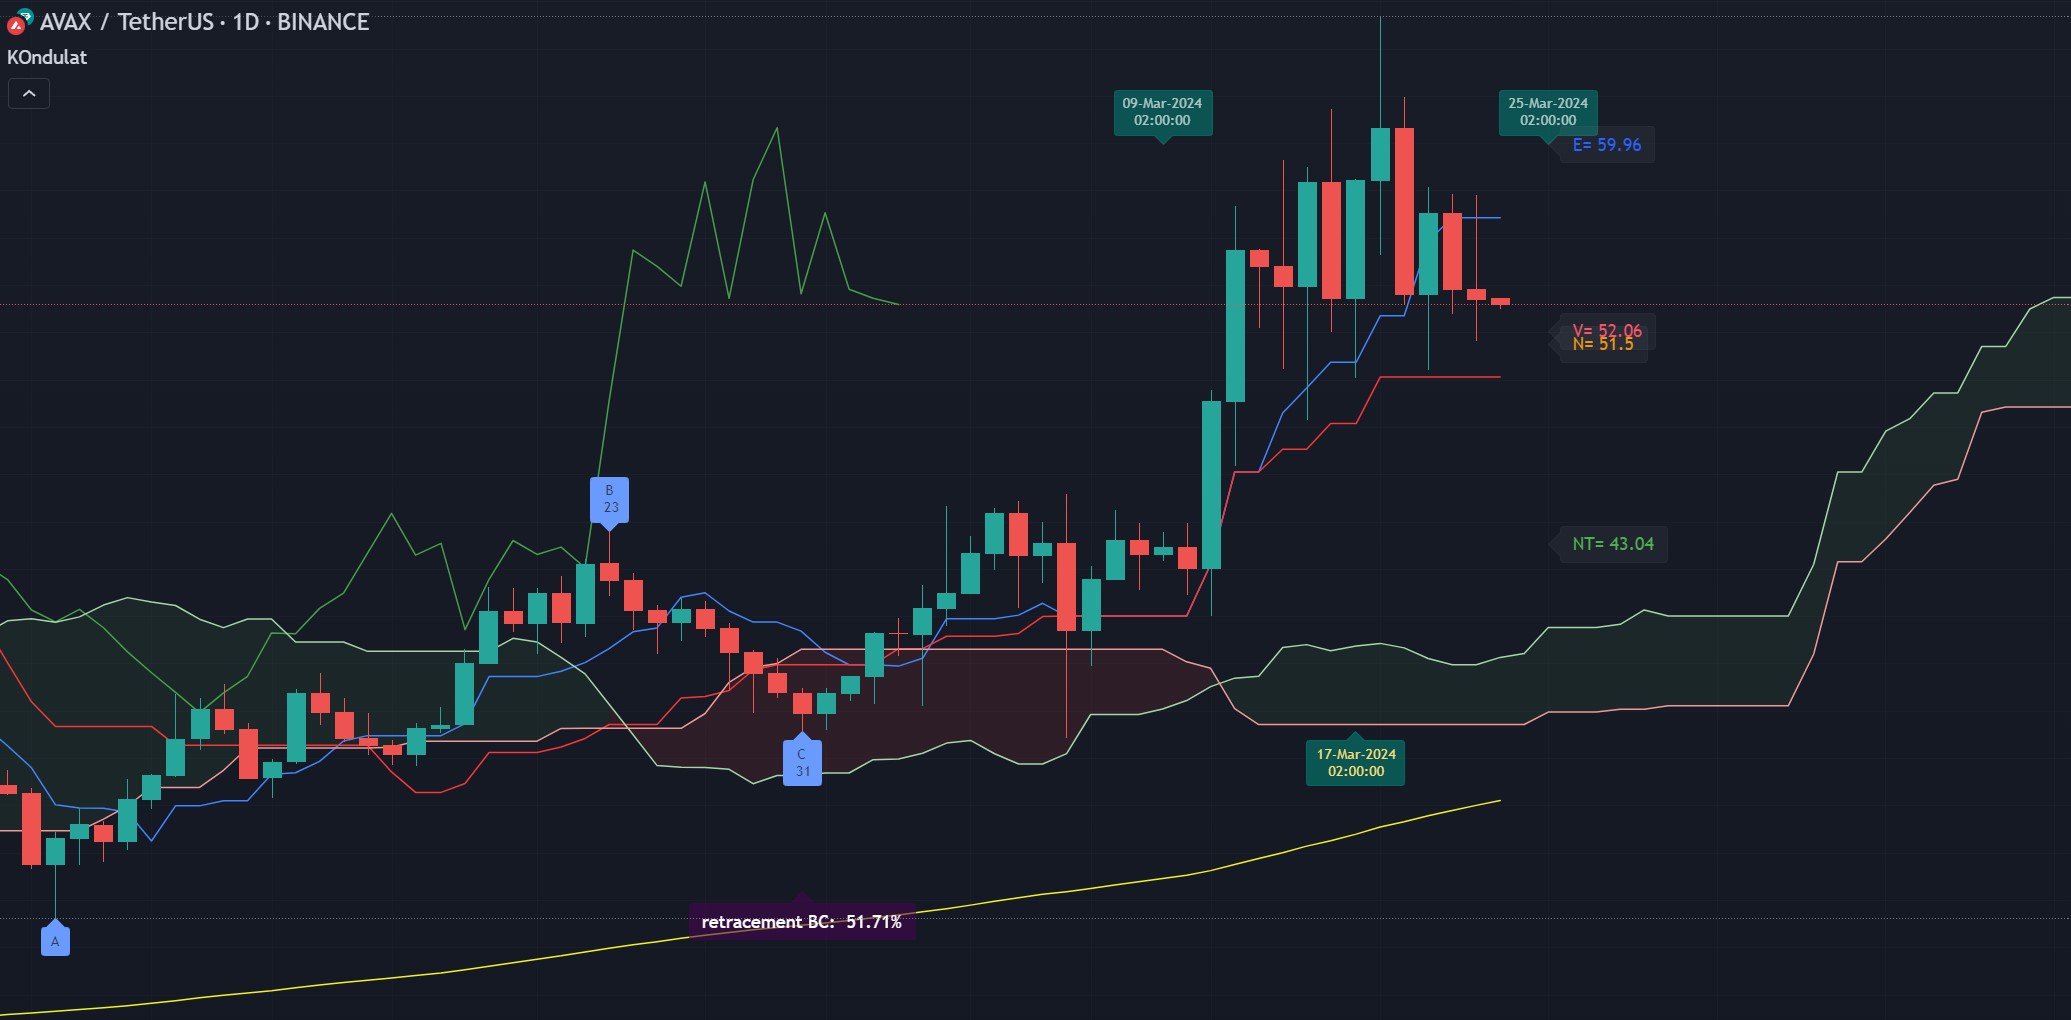 AVAX / TetherUS · 1D · BINANCE
KOndulat
09-Mar-2024
02:00:00
25-Mar-2024
02:00:00
E= 59.96
V= 52.06
N= 51.5
B
23
NT= 43.04
C
31
17-Mar-2024
02:00:00
retracement BC: 51.71%
A